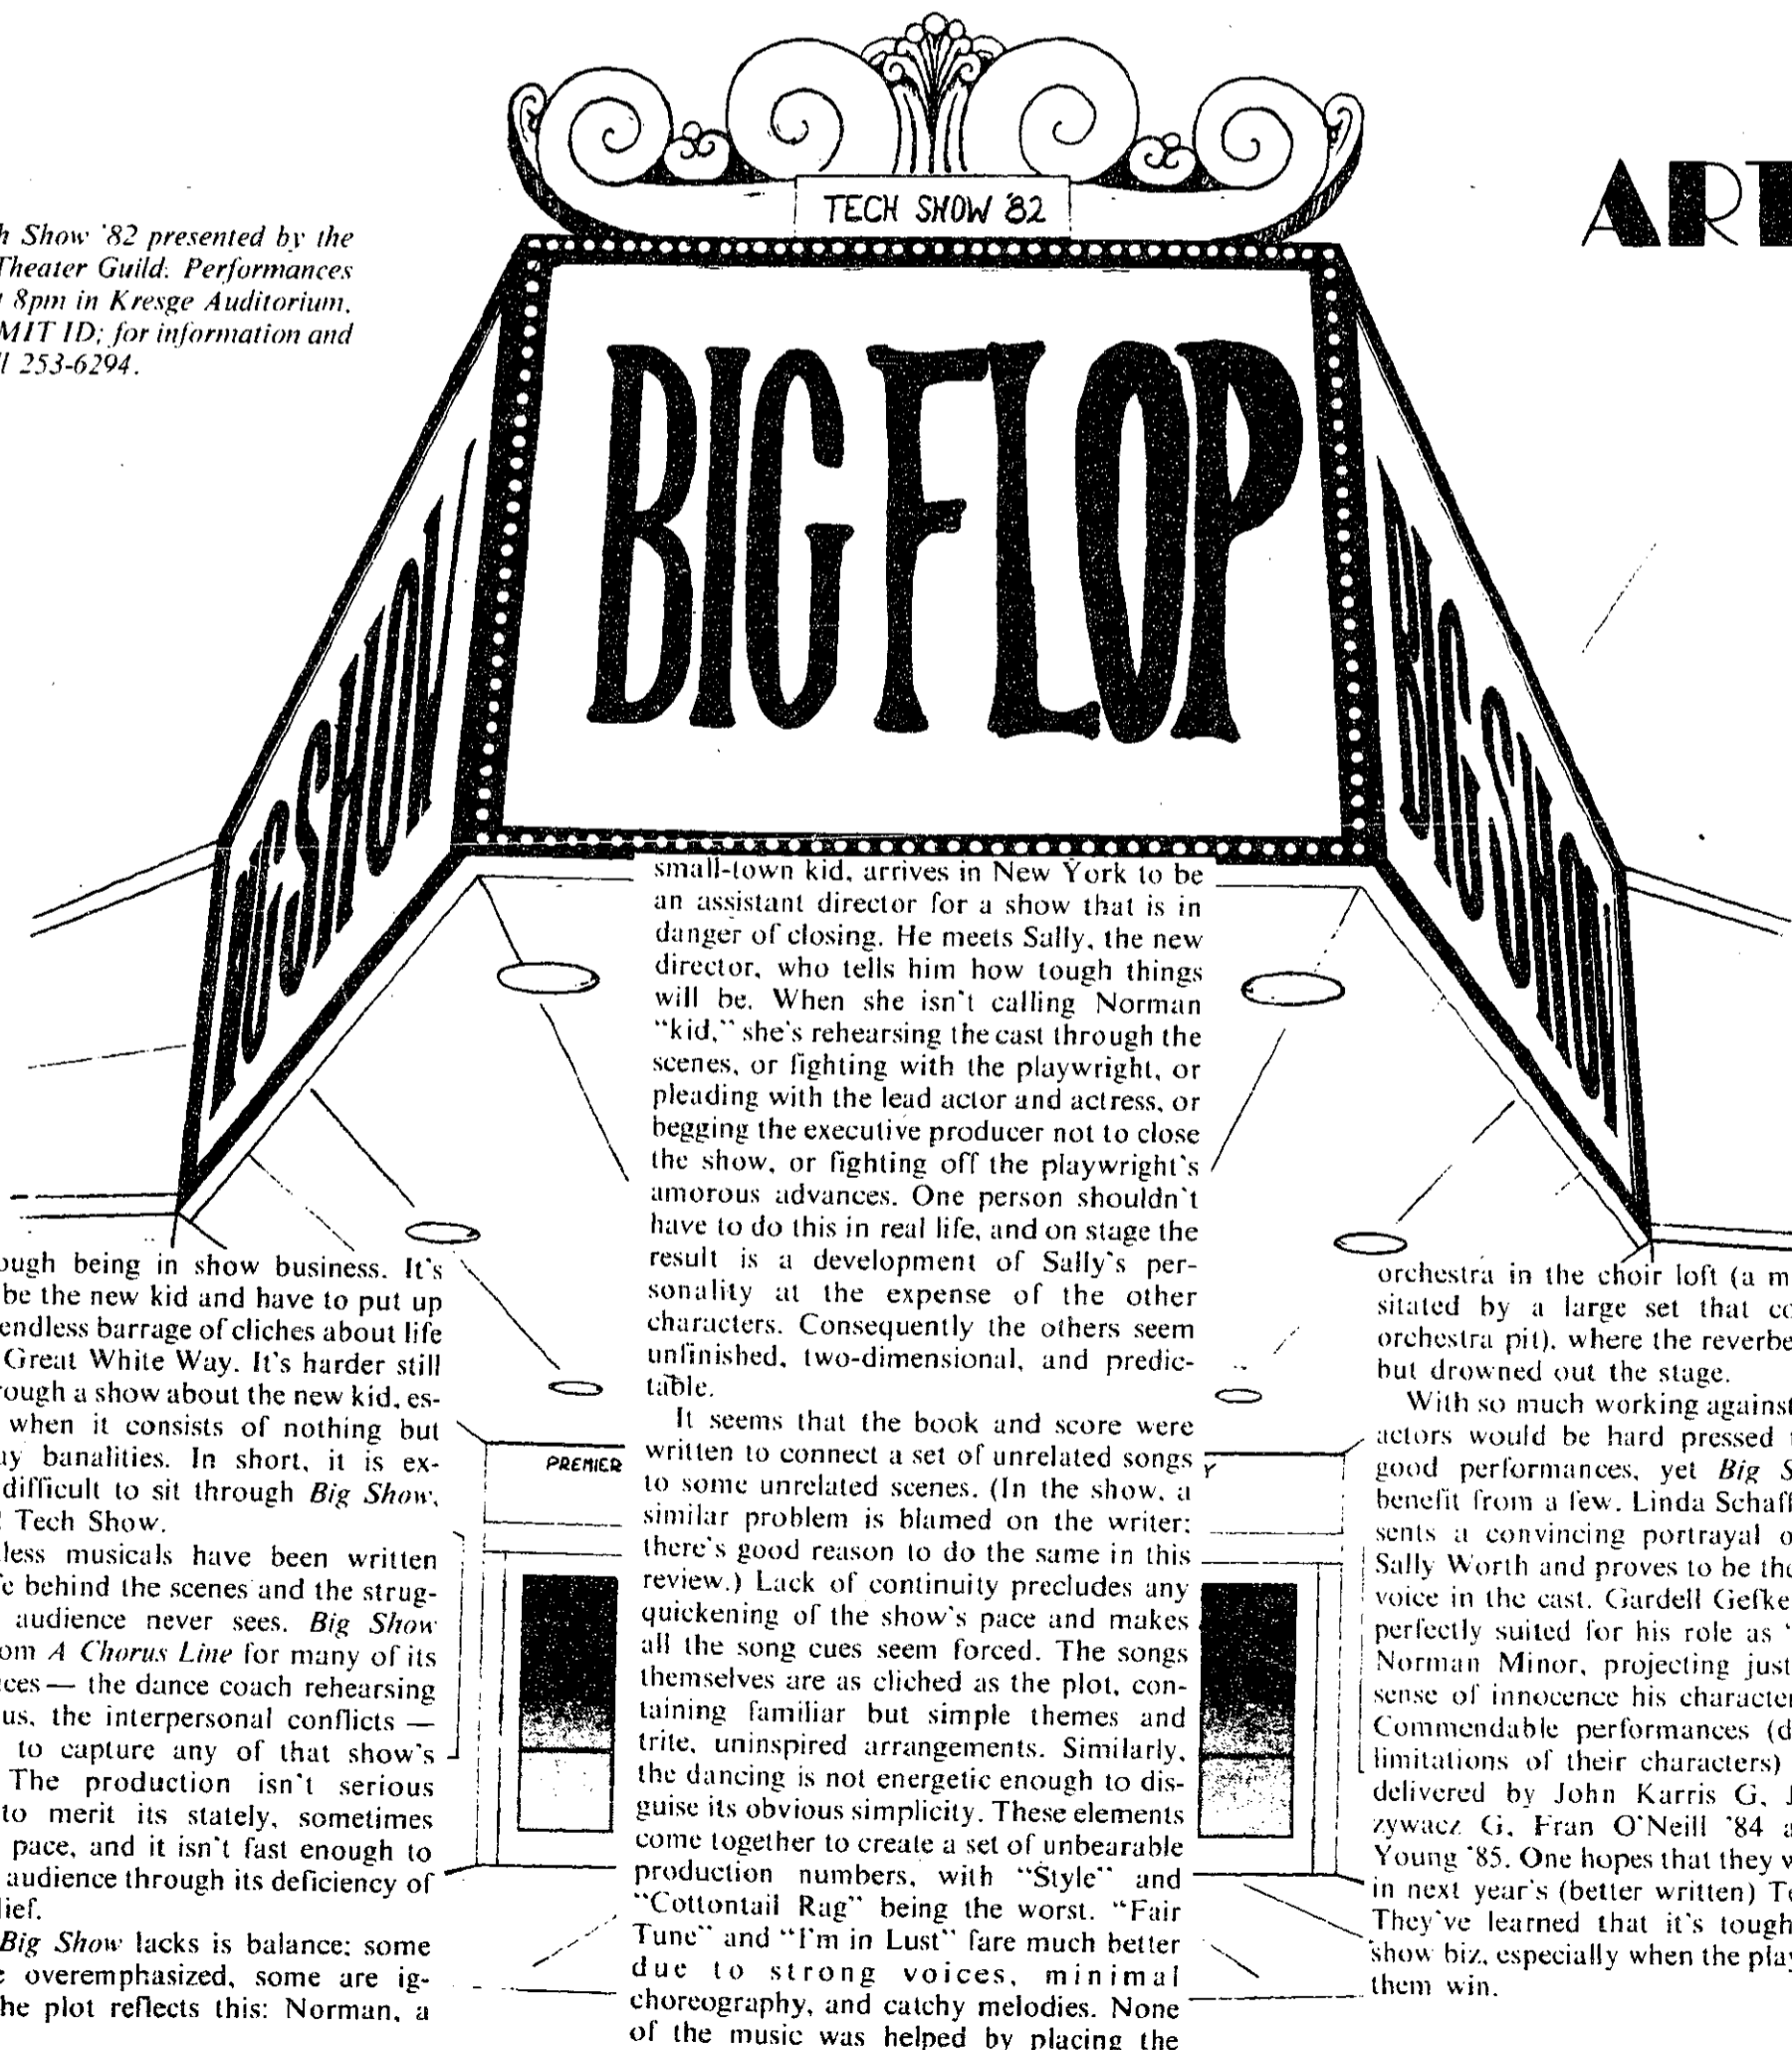 TECH SHOW '82
ART
h Show '82 presented by the
Theater Guild. Performances
8pm in Kresge Auditorium.
MIT ID; for information and
l 253-6294.
BIG FLOP
BIG SHOW!
BIG SHOW!
PREMIER
Y
ough being in show business. It's
be the new kid and have to put up
endless barrage of cliches about life
Great White Way. It's harder still
rough a show about the new kid, es-
when it consists of nothing but
ay banalities. In short, it is ex-
difficult to sit through Big Show,
Tech Show.
less musicals have been written
e behind the scenes and the strug-
audience never sees. Big Show
om A Chorus Line for many of its
ces — the dance coach rehearsing
us, the interpersonal conflicts —
to capture any of that show's
The production isn't serious
to merit its stately, sometimes
pace, and it isn't fast enough to
audience through its deficiency of
lief.
Big Show lacks is balance: some
e overemphasized, some are ig-
he plot reflects this: Norman, a
small-town kid, arrives in New York to be
an assistant director for a show that is in
danger of closing. He meets Sally, the new
director, who tells him how tough things
will be. When she isn't calling Norman
"kid," she's rehearsing the cast through the
scenes, or fighting with the playwright, or
pleading with the lead actor and actress, or
begging the executive producer not to close
the show, or fighting off the playwright's
amorous advances. One person shouldn't
have to do this in real life, and on stage the
result is a development of Sally's per-
sonality at the expense of the other
characters. Consequently the others seem
unfinished, two-dimensional, and predic-
table.
It seems that the book and score were
written to connect a set of unrelated songs
to some unrelated scenes. (In the show, a
similar problem is blamed on the writer;
there's good reason to do the same in this
review.) Lack of continuity precludes any
quickening of the show's pace and makes
all the song cues seem forced. The songs
themselves are as cliched as the plot, con-
taining familiar but simple themes and
trite, uninspired arrangements. Similarly,
the dancing is not energetic enough to dis-
guise its obvious simplicity. These elements
come together to create a set of unbearable
production numbers, with "Style" and
"Cottontail Rag" being the worst. "Fair
Tune" and "I'm in Lust" fare much better
due to strong voices, minimal
choreography, and catchy melodies. None
of the music was helped by placing the
orchestra in the choir loft (a m
sitated by a large set that co
orchestra pit), where the reverbe
but drowned out the stage.
With so much working against
actors would be hard pressed
good performances, yet Big S
benefit from a few. Linda Schaff
sents a convincing portrayal o
Sally Worth and proves to be the
voice in the cast. Gardell Gefke
perfectly suited for his role as
Norman Minor, projecting just
sense of innocence his character
Commendable performances (d
limitations of their characters)
delivered by John Karris G, J
zywacz G, Fran O'Neill '84 a
Young '85. One hopes that they w
in next year's (better written) Te
They've learned that it's tough
show biz, especially when the play
them win.